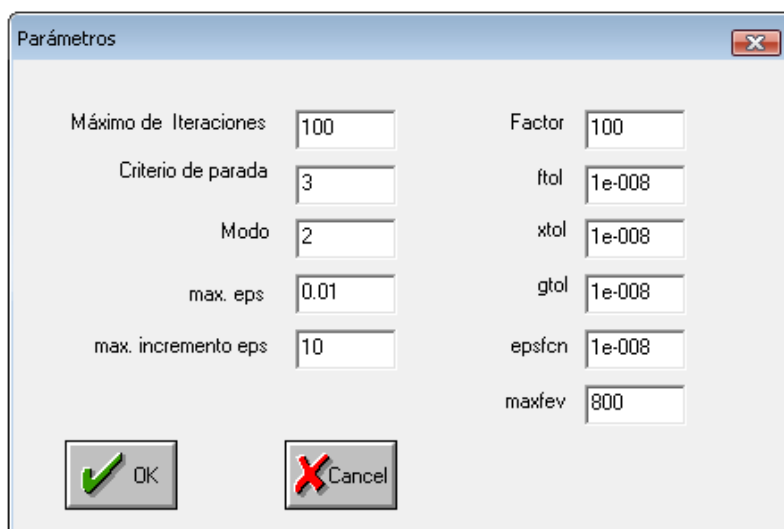 Parámetros
Máximo de Iteraciones 100 Factor 100
Criterio de parada 3 ftol 1e-008
Modo 2 xtol 1e-008
max. eps 0.01 gtol 1e-008
max. incremento eps 10 epsfcn 1e-008
maxfev 800
OK Cancel